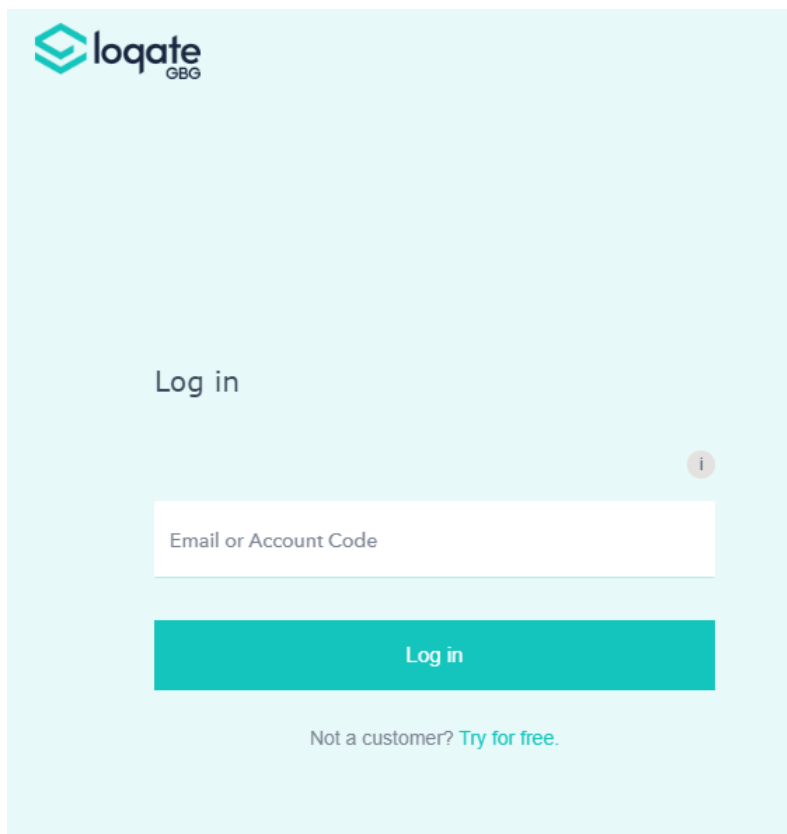 loqate
GBG
Log in
i
Email or Account Code
Log in
Not a customer? Try for free.